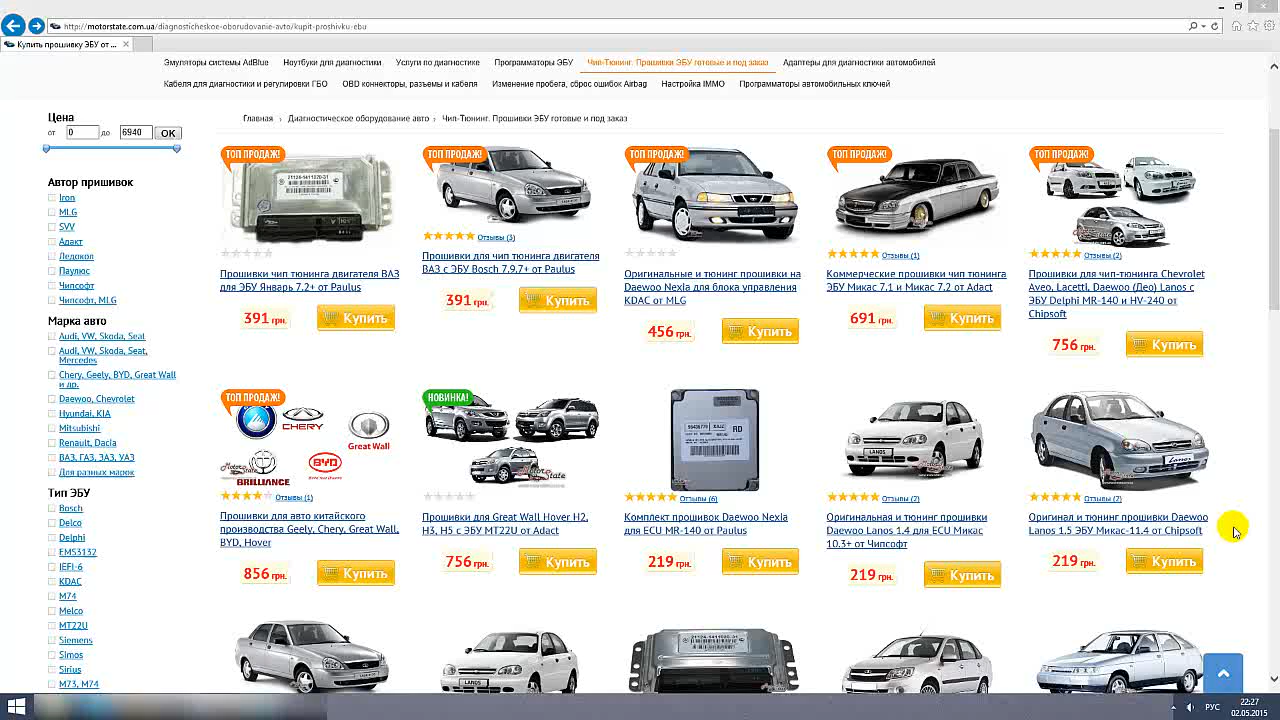 http://motorstate.com.ua/diagnosticheskoe-oborudovanie-avto/kupit-proshivku-ebu
Купить прошивку ЭБУ от ...
Эмуляторы системы AdBlue Ноутбуки для диагностики Услуги по диагностике Программаторы ЭБУ Чип-Тюнинг. Прошивки ЭБУ готовые и под заказ Адаптеры для диагностики автомобилей
Кабеля для диагностики и регулировки ГБО OBD коннекторы, разъемы и кабеля Изменение пробега, сброс ошибок Airbag Настройка IMMO Программаторы автомобильных ключей
Главная › Диагностическое оборудование авто › Чип-Тюнинг. Прошивки ЭБУ готовые и под заказ
Цена
от 0 до 6940 OK
Автор пришивок
Iron
MLG
SVV
Адакт
Ледокол
Паулюс
Чипсофт
Чипсофт, MLG
Марка авто
Audi, VW, Skoda, Seat
Audi, VW, Skoda, Seat,
Mercedes
Chery, Geely, BYD, Great Wall
и др.
Daewoo, Chevrolet
Hyundai, KIA
Mitsubishi
Renault, Dacia
ВАЗ, ГАЗ, ЗАЗ, УАЗ
Для разных марок
Тип ЭБУ
Bosch
Delco
Delphi
EMS3132
IEFI-6
KDAC
M74
Melco
MT22U
Siemens
Simos
Sirius
M73, M74
ТОП ПРОДАЖ!
21124-1411020-31
Прошивки чип тюнинга двигателя ВАЗ
для ЭБУ Январь 7.2+ от Paulus
391 грн. Купить
ТОП ПРОДАЖ!
Отзывы (3)
Прошивки для чип тюнинга двигателя
ВАЗ с ЭБУ Bosch 7.9.7+ от Paulus
391 грн. Купить
ТОП ПРОДАЖ!
Оригинальные и тюнинг прошивки на
Daewoo Nexia для блока управления
KDAC от MLG
456 грн. Купить
ТОП ПРОДАЖ!
Отзывы (1)
Коммерческие прошивки чип тюнинга
ЭБУ Микас 7.1 и Микас 7.2 от Adact
691 грн. Купить
ТОП ПРОДАЖ!
Отзывы (2)
Прошивки для чип-тюнинга Chevrolet
Aveo, Lacetti, Daewoo (Део) Lanos с
ЭБУ Delphi MR-140 и HV-240 от
Chipsoft
756 грн. Купить
ТОП ПРОДАЖ!
CHERY
Great Wall
BRILLIANCE
BYD
Отзывы (1)
Прошивки для авто китайского
производства Geely, Chery, Great Wall,
BYD, Hover
856 грн. Купить
НОВИНКА!
Прошивки для Great Wall Hover H2,
H3, H5 с ЭБУ MT22U от Adact
756 грн. Купить
RD
Отзывы (6)
Комплект прошивок Daewoo Nexia
для ECU MR-140 от Paulus
219 грн. Купить
LANOS
Отзывы (2)
Оригинальная и тюнинг прошивки
Daewoo Lanos 1.4 для ECU Микас
10.3+ от Чипсофт
219 грн. Купить
Lanos
Отзывы (2)
Оригинал и тюнинг прошивки Daewoo
Lanos 1.5 ЭБУ Микас-11.4 от Chipsoft
219 грн. Купить
LANOS
21124-1411020-31
РУС
22:27
02.05.2015